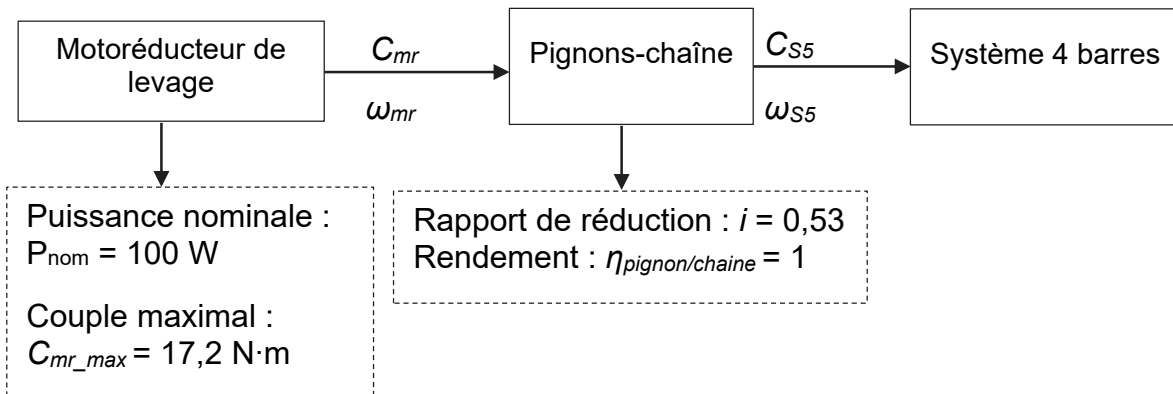 Motoréducteur de
levage
C_mr
ω_mr
Pignons-chaîne
C_S5
ω_S5
Système 4 barres
Puissance nominale :
P_nom = 100 W
Couple maximal :
C_mr_max = 17,2 N·m
Rapport de réduction : i = 0,53
Rendement : η_pignon/chaine = 1